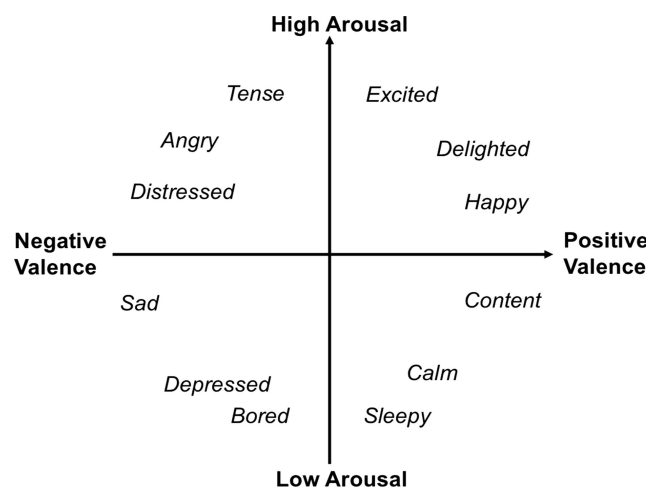 High Arousal
Tense
Excited
Angry
Delighted
Distressed
Happy
Negative
Valence
Positive
Valence
Sad
Content
Calm
Depressed
Bored
Sleepy
Low Arousal